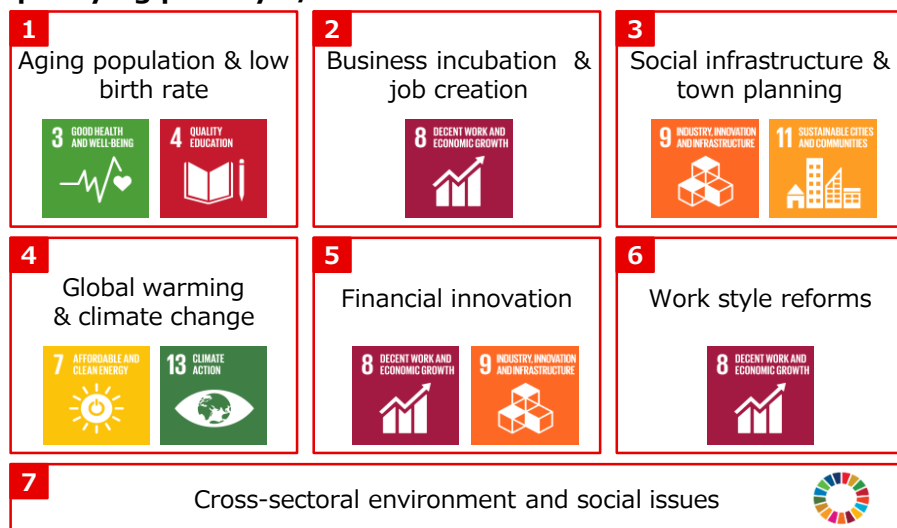 1
Aging population & low
birth rate
3 GOOD HEALTH
AND WELL-BEING
4 QUALITY
EDUCATION
2
Business incubation &
job creation
8 DECENT WORK AND
ECONOMIC GROWTH
3
Social infrastructure &
town planning
9 INDUSTRY, INNOVATION
AND INFRASTRUCTURE
11 SUSTAINABLE CITIES
AND COMMUNITIES
4
Global warming
& climate change
7 AFFORDABLE AND
CLEAN ENERGY
13 CLIMATE
ACTION
5
Financial innovation
8 DECENT WORK AND
ECONOMIC GROWTH
9 INDUSTRY, INNOVATION
AND INFRASTRUCTURE
6
Work style reforms
8 DECENT WORK AND
ECONOMIC GROWTH
7
Cross-sectoral environment and social issues